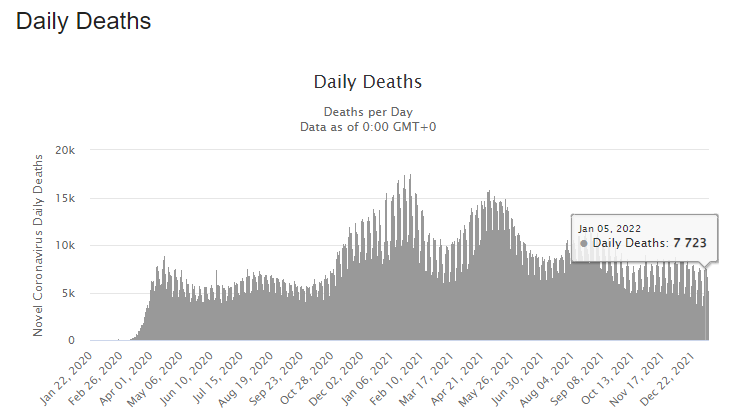 Daily Deaths
Daily Deaths
Deaths per Day
Data as of 0:00 GMT+0
Novel Coronavirus Daily Deaths
20k
15k
10k
5k
0
Jan 05, 2022
Daily Deaths: 7 723
Jan 22, 2020
Feb 26, 2020
Apr 01, 2020
May 06, 2020
Jun 10, 2020
Jul 15, 2020
Aug 19, 2020
Sep 23, 2020
Oct 28, 2020
Dec 02, 2020
Jan 06, 2021
Feb 10, 2021
Mar 17, 2021
Apr 21, 2021
May 26, 2021
Jun 30, 2021
Aug 04, 2021
Sep 08, 2021
Oct 13, 2021
Nov 17, 2021
Dec 22, 2021